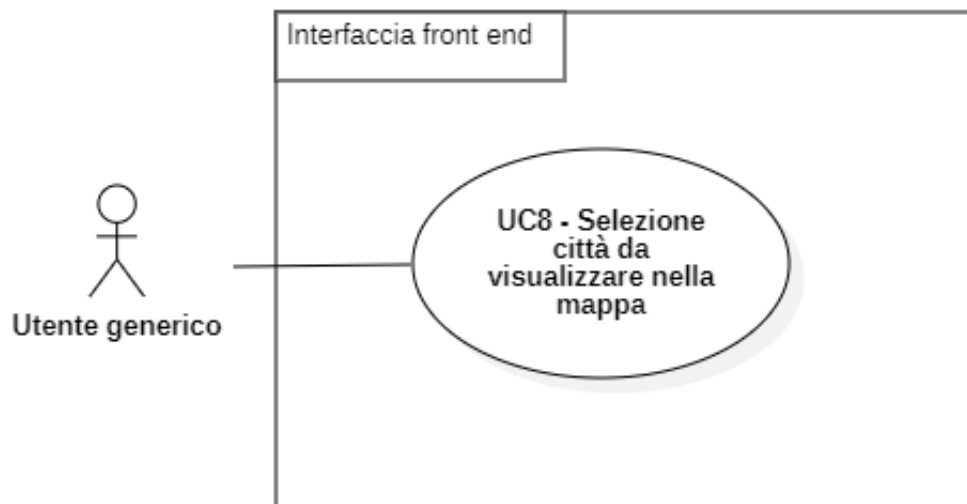 Interfaccia front end
UC8 - Selezione
città da
visualizzare nella
mappa
Utente generico